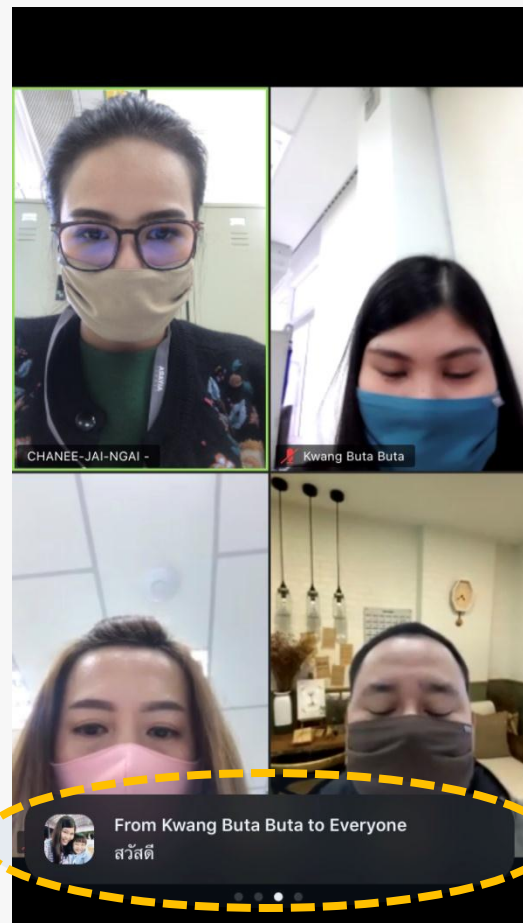 CHANEE-JAI-NGAI -
Kwang Buta Buta
From Kwang Buta Buta to Everyone
สวัสดี